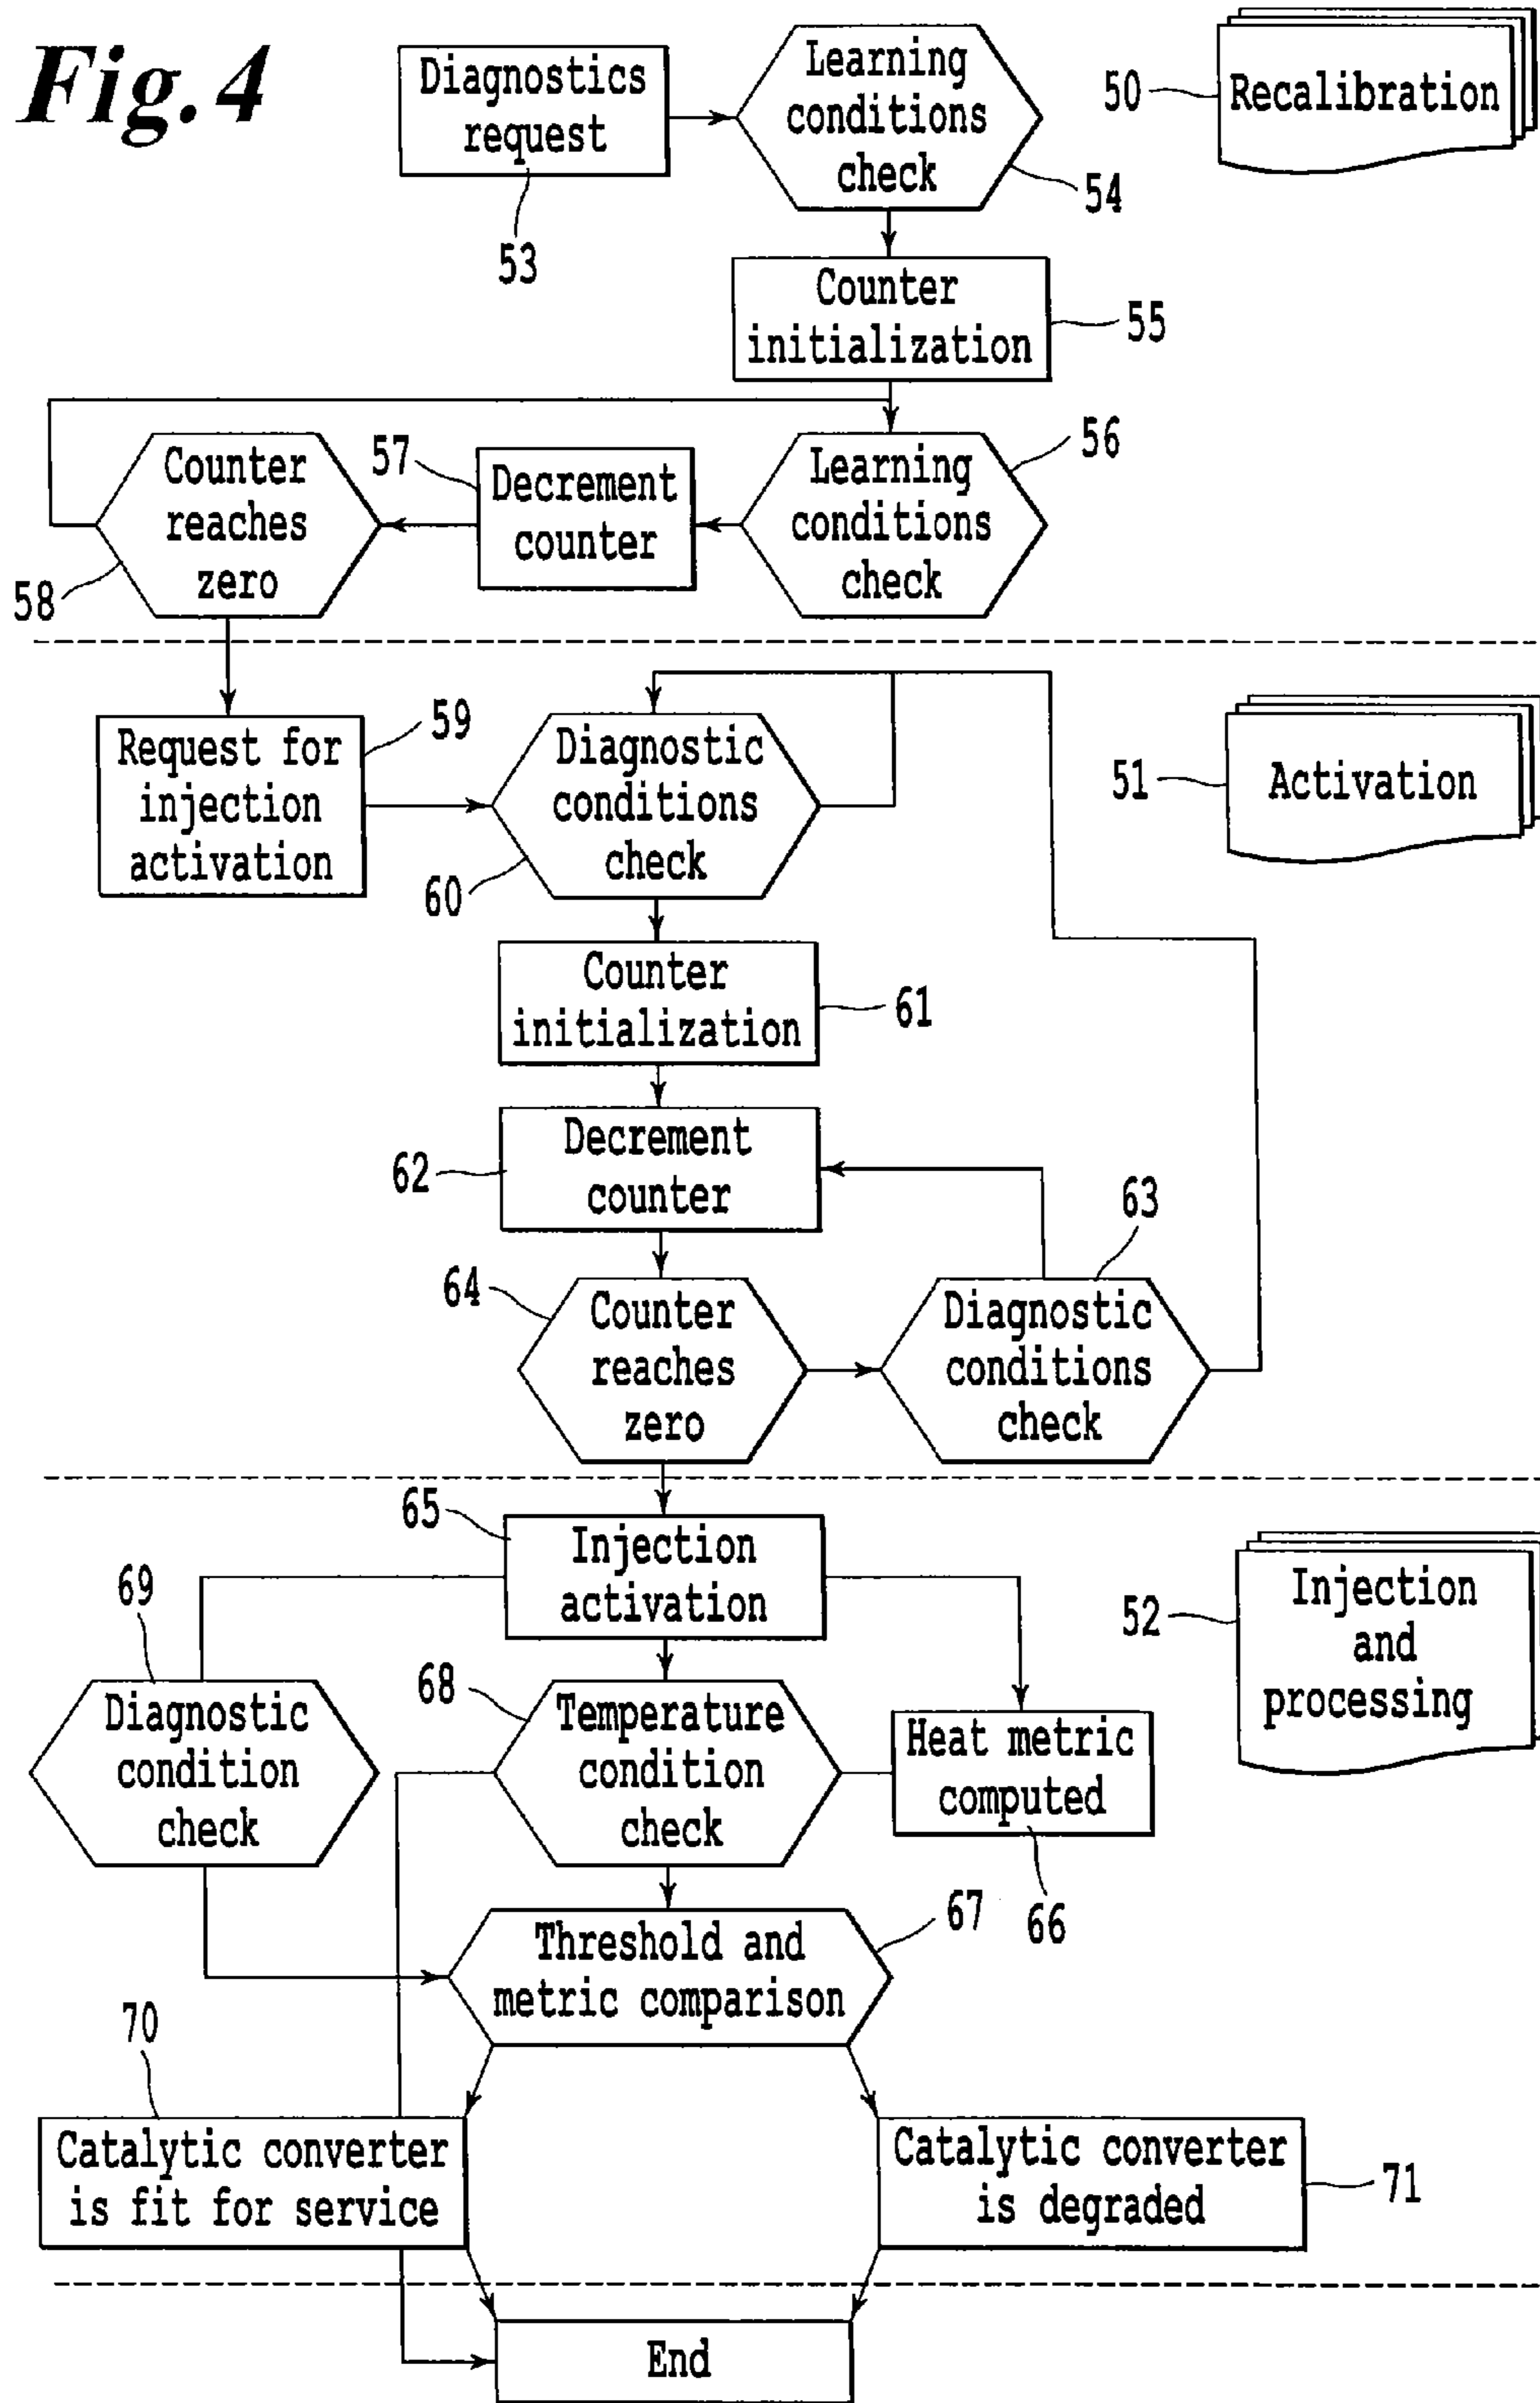 Fig. 4
Diagnostics
request
53
Learning
conditions
check
54
50
Recalibration
Counter
initialization
55
Counter
reaches
zero
58
57
Decrement
counter
Learning
conditions
check
56
Request for
injection
activation
59
Diagnostic
conditions
check
60
51
Activation
Counter
initialization
61
62
Decrement
counter
63
64
Counter
reaches
zero
Diagnostic
conditions
check
65
Injection
activation
52
Injection
and
processing
69
Diagnostic
condition
check
68
Temperature
condition
check
Heat metric
computed
66
Threshold and
metric comparison
67
70
Catalytic converter
is fit for service
Catalytic converter
is degraded
71
End